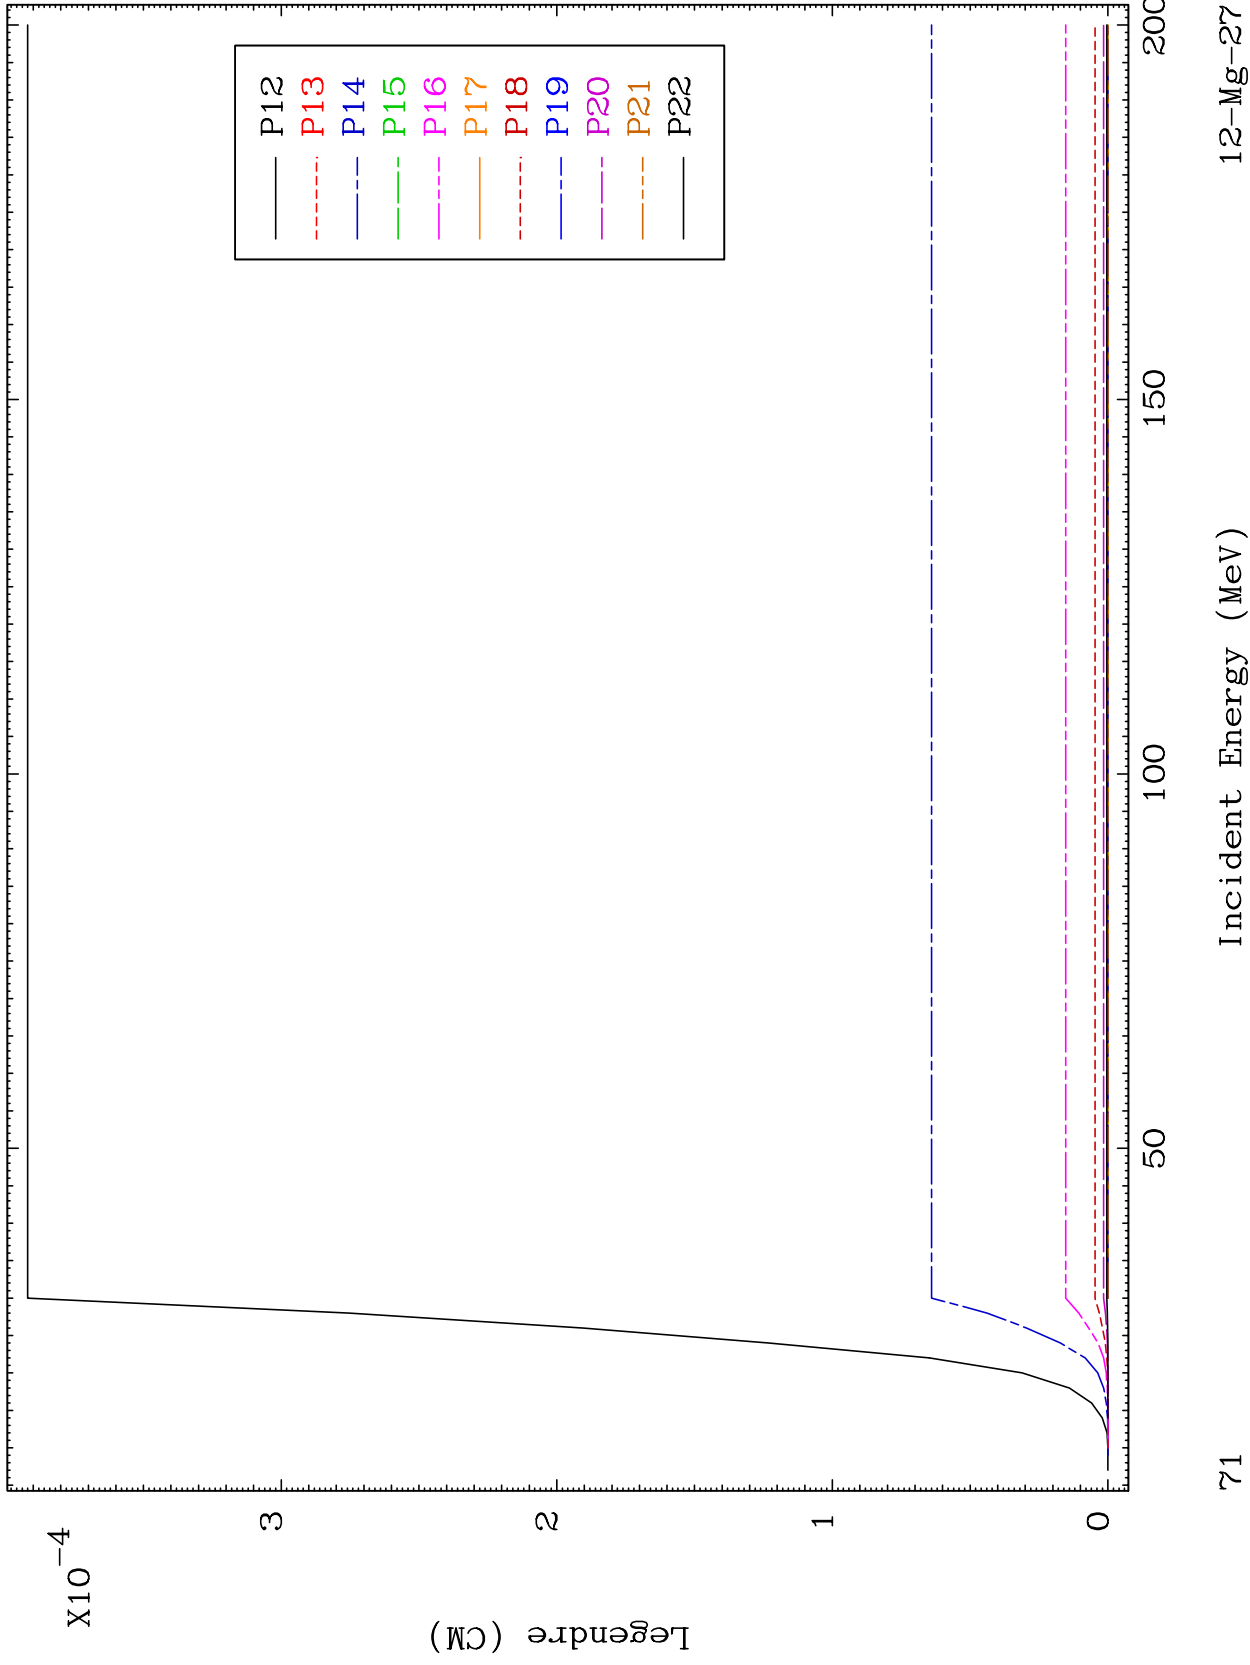 X10-4
Legendre (CM)
3
2
1
0
P12
P13
P14
P15
P16
P17
P18
P19
P20
P21
P22
50
100
150
200
Incident Energy (MeV)
71
12-Mg-27